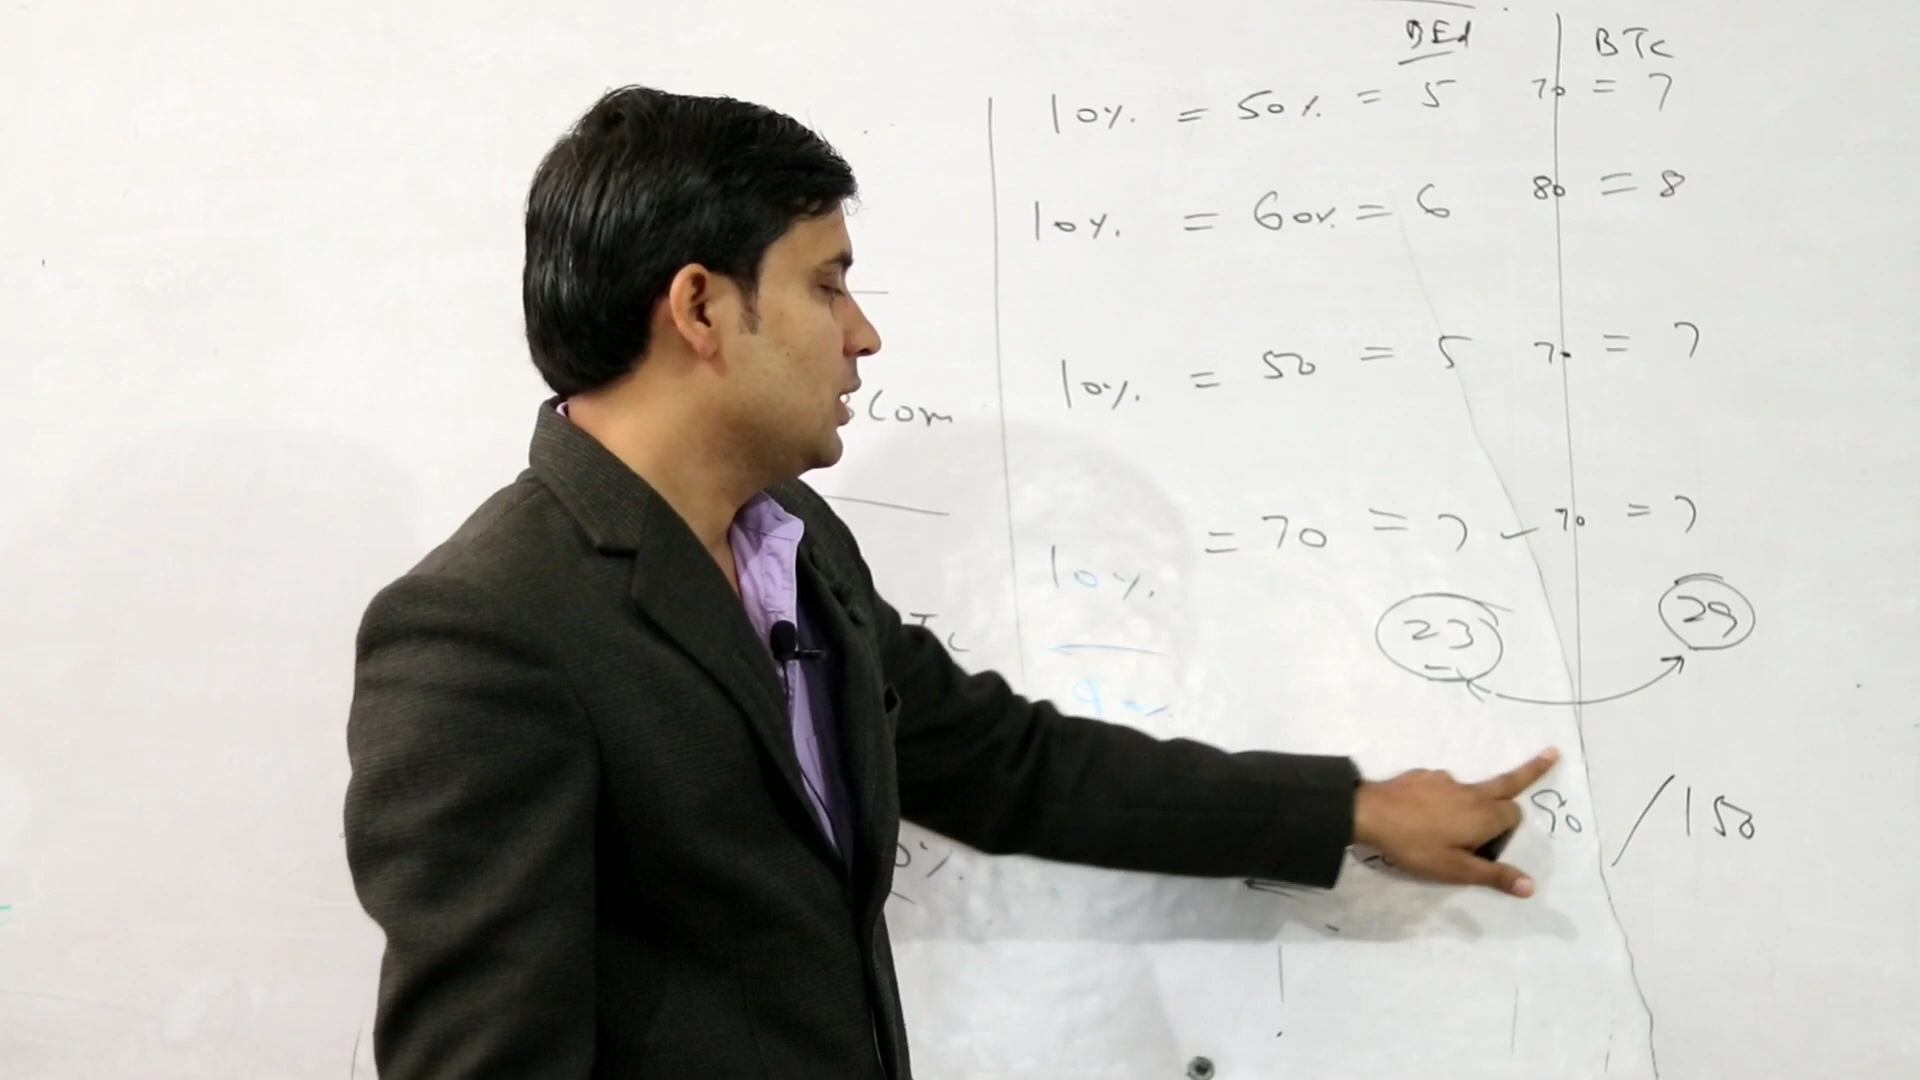 BEd BTC
10%. = 50%. = 5 70 = 7
10%. = 60%. = 6 80 = 8
10%. = 50 = 5 70 = 7
com
10%. = 70 = 7 70 = 7
23 29
90 / 150